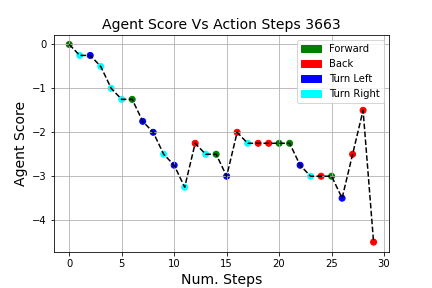 Agent Score Vs Action Steps 3663
Forward
Back
Turn Left
Turn Right
Agent Score
0
−1
−2
−3
−4
0
5
10
15
20
25
30
Num. Steps